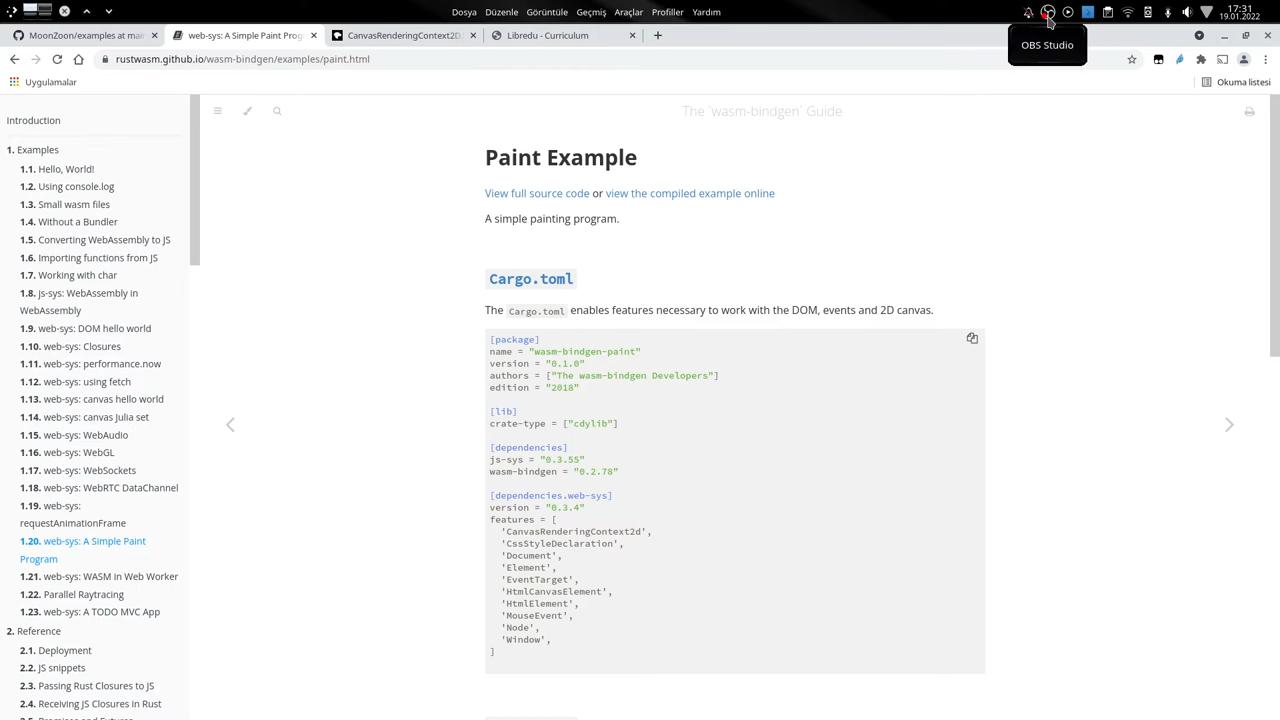 Dosya Düzenle Görüntüle Geçmiş Araçlar Profiller Yardım
17:31
19.01.2022
OBS Studio
MoonZoon/examples at mai
web-sys: A Simple Paint Prog
CanvasRenderingContext2D
Libredu - Curriculum
rustwasm.github.io/wasm-bindgen/examples/paint.html
Uygulamalar
Okuma listesi
Introduction
1. Examples
1.1. Hello, World!
1.2. Using console.log
1.3. Small wasm files
1.4. Without a Bundler
1.5. Converting WebAssembly to JS
1.6. Importing functions from JS
1.7. Working with char
1.8. js-sys: WebAssembly in
WebAssembly
1.9. web-sys: DOM hello world
1.10. web-sys: Closures
1.11. web-sys: performance.now
1.12. web-sys: using fetch
1.13. web-sys: canvas hello world
1.14. web-sys: canvas Julia set
1.15. web-sys: WebAudio
1.16. web-sys: WebGL
1.17. web-sys: WebSockets
1.18. web-sys: WebRTC DataChannel
1.19. web-sys:
requestAnimationFrame
1.20. web-sys: A Simple Paint
Program
1.21. web-sys: WASM in Web Worker
1.22. Parallel Raytracing
1.23. web-sys: A TODO MVC App
2. Reference
2.1. Deployment
2.2. JS snippets
2.3. Passing Rust Closures to JS
2.4. Receiving JS Closures in Rust
2.5. Promises and Futures
The `wasm-bindgen` Guide
Paint Example
View full source code or view the compiled example online
A simple painting program.
Cargo.toml
The Cargo.toml enables features necessary to work with the DOM, events and 2D canvas.
[package]
name = "wasm-bindgen-paint"
version = "0.1.0"
authors = ["The wasm-bindgen Developers"]
edition = "2018"
[lib]
crate-type = ["cdylib"]
[dependencies]
js-sys = "0.3.55"
wasm-bindgen = "0.2.78"
[dependencies.web-sys]
version = "0.3.4"
features = [
'CanvasRenderingContext2d',
'CssStyleDeclaration',
'Document',
'Element',
'EventTarget',
'HtmlCanvasElement',
'HtmlElement',
'MouseEvent',
'Node',
'Window',
]